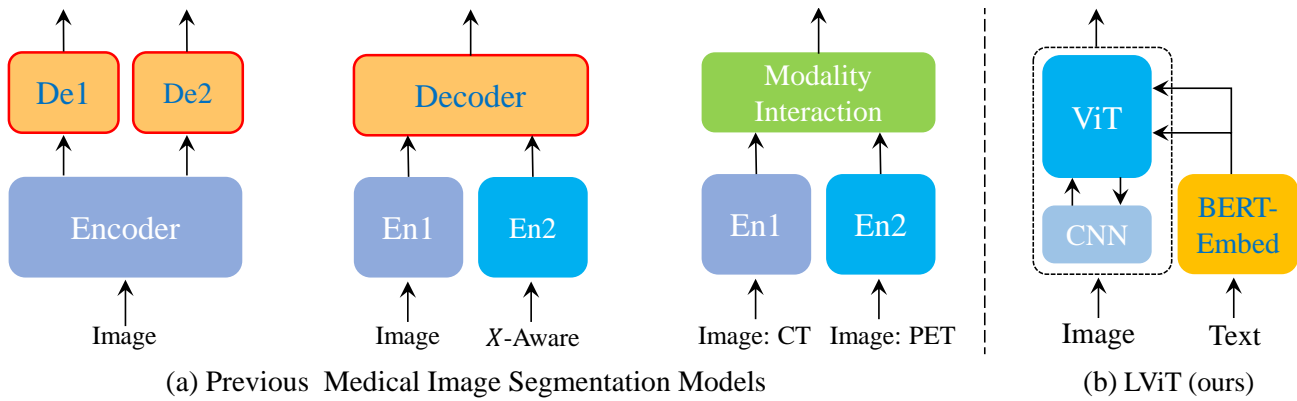 De1
De2
Encoder
Image
Decoder
En1
En2
Image
X-Aware
Modality
Interaction
En1
En2
Image: CT
Image: PET
(a) Previous Medical Image Segmentation Models
ViT
CNN
BERT-
Embed
Image
Text
(b) LViT (ours)